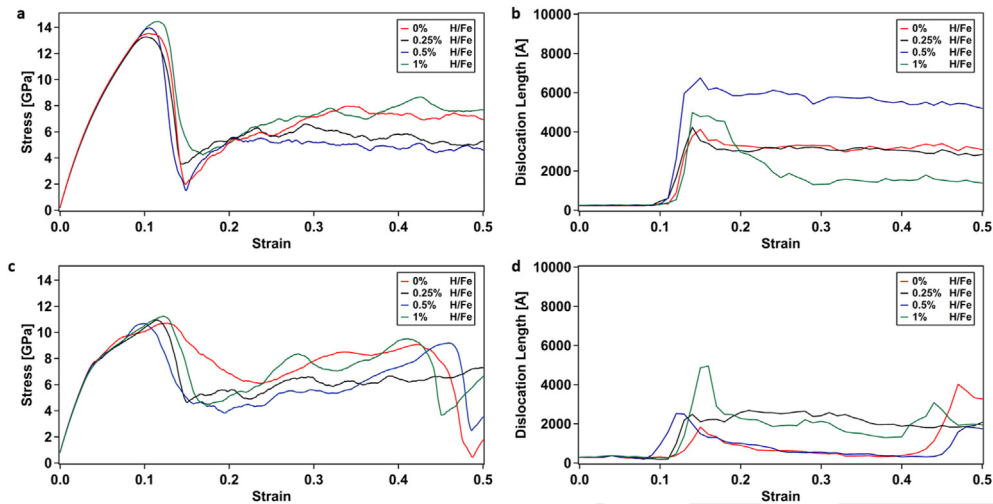 a
14
12
10
8
6
4
2
0
Stress [GPa]
0% H/Fe
0.25% H/Fe
0.5% H/Fe
1% H/Fe
0.0 0.1 0.2 0.3 0.4 0.5
Strain
b
10000
8000
6000
4000
2000
0
Dislocation Length [A]
0% H/Fe
0.25% H/Fe
0.5% H/Fe
1% H/Fe
0.0 0.1 0.2 0.3 0.4 0.5
Strain
c
14
12
10
8
6
4
2
0
Stress [GPa]
0% H/Fe
0.25% H/Fe
0.5% H/Fe
1% H/Fe
0.0 0.1 0.2 0.3 0.4 0.5
Strain
d
10000
8000
6000
4000
2000
0
Dislocation Length [A]
0% H/Fe
0.25% H/Fe
0.5% H/Fe
1% H/Fe
0.0 0.1 0.2 0.3 0.4 0.5
Strain